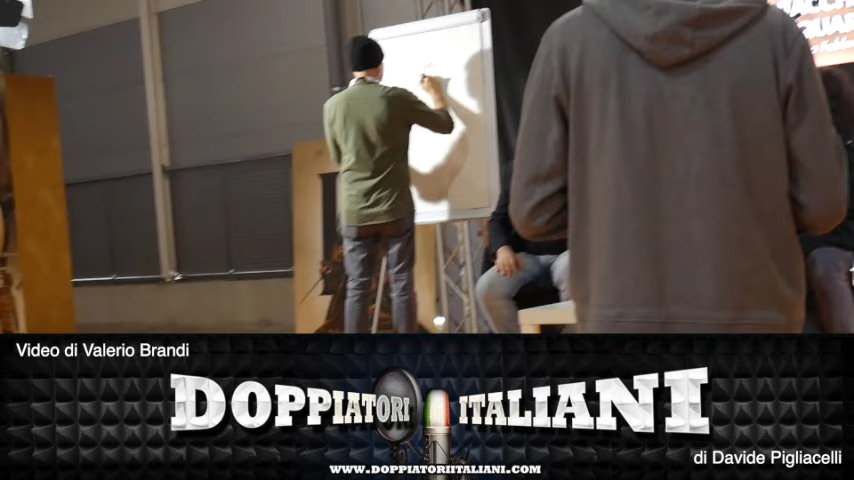 Video di Valerio Brandi
DOPPIATORI ITALIANI
di Davide Pigliacelli
WWW.DOPPIATORIITALIANI.COM